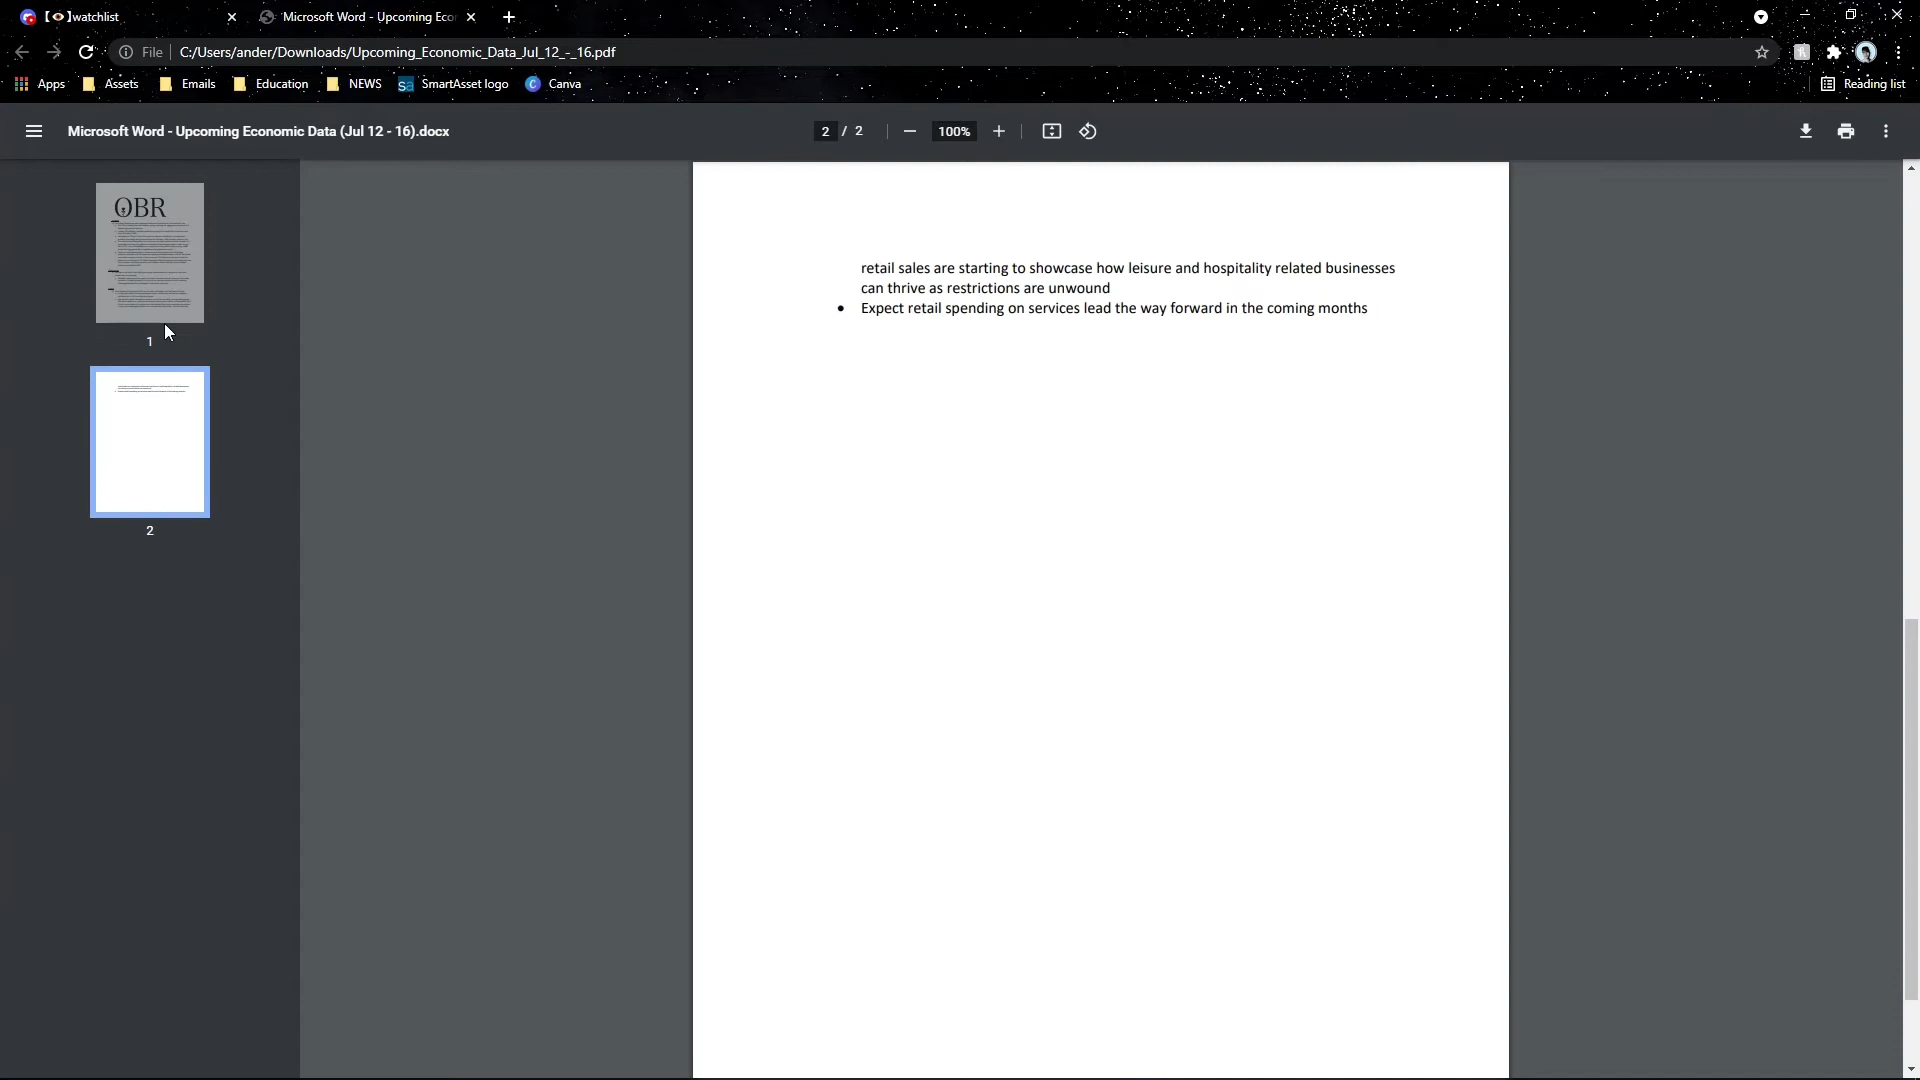 watchlist
Microsoft Word - Upcoming Eco
File
C:/Users/ander/Downloads/Upcoming_Economic_Data_Jul_12_-_16.pdf
Apps
Assets
Emails
Education
NEWS
sa
SmartAsset logo
C
Canva
Reading list
Microsoft Word - Upcoming Economic Data (Jul 12 - 16).docx
2 / 2
100%
OBR
1
2
retail sales are starting to showcase how leisure and hospitality related businesses
can thrive as restrictions are unwound
• Expect retail spending on services lead the way forward in the coming months